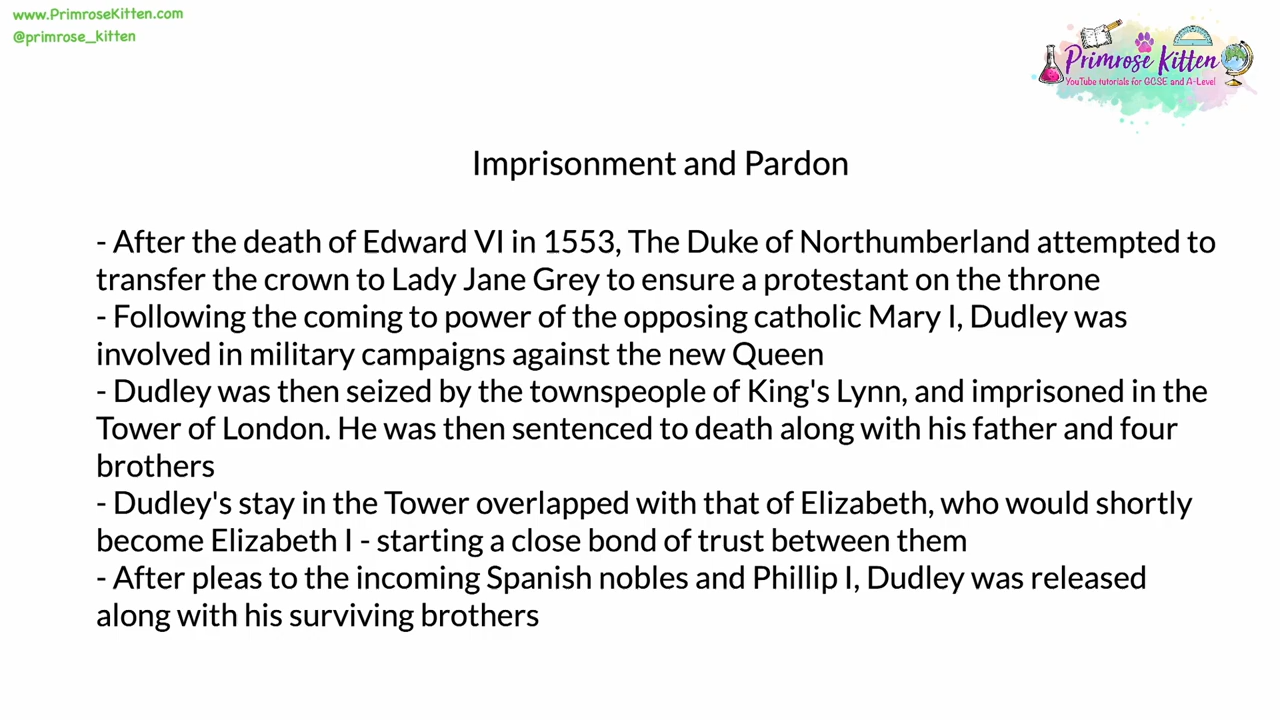 www.PrimroseKitten.com
@primrose_kitten
Primrose Kitten
YouTube tutorials for GCSE and A-Level
Imprisonment and Pardon
- After the death of Edward VI in 1553, The Duke of Northumberland attempted to
transfer the crown to Lady Jane Grey to ensure a protestant on the throne
- Following the coming to power of the opposing catholic Mary I, Dudley was
involved in military campaigns against the new Queen
- Dudley was then seized by the townspeople of King's Lynn, and imprisoned in the
Tower of London. He was then sentenced to death along with his father and four
brothers
- Dudley's stay in the Tower overlapped with that of Elizabeth, who would shortly
become Elizabeth I - starting a close bond of trust between them
- After pleas to the incoming Spanish nobles and Phillip I, Dudley was released
along with his surviving brothers